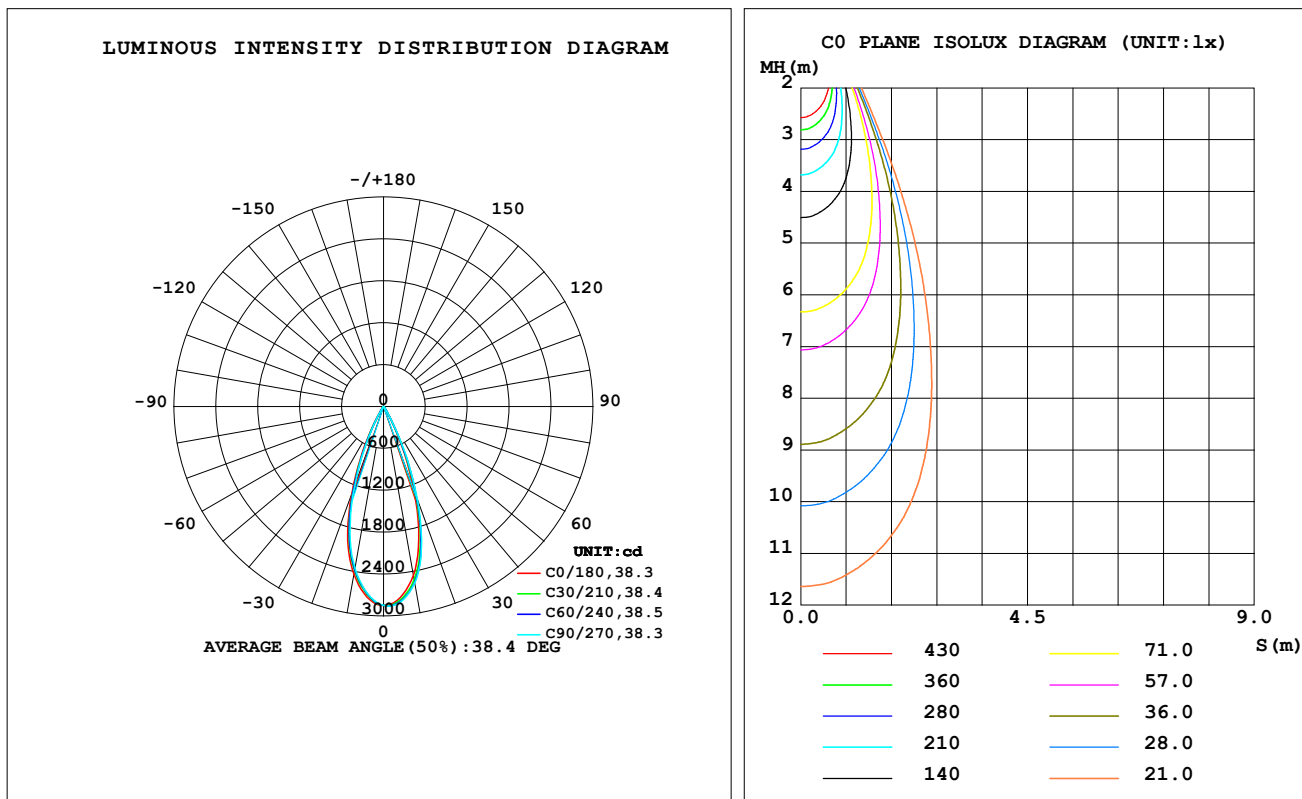 LUMINOUS INTENSITY DISTRIBUTION DIAGRAM
-/+180
-150 150
-120 120
-90 90
-60 60
-30 30
0
0
600
1200
1800
2400
3000
UNIT:cd
C0/180,38.3
C30/210,38.4
C60/240,38.5
C90/270,38.3
AVERAGE BEAM ANGLE(50%):38.4 DEG
C0 PLANE ISOLUX DIAGRAM (UNIT:lx)
MH(m)
2
3
4
5
6
7
8
9
10
11
12
0.0 4.5 9.0
S(m)
430 71.0
360 57.0
280 36.0
210 28.0
140 21.0